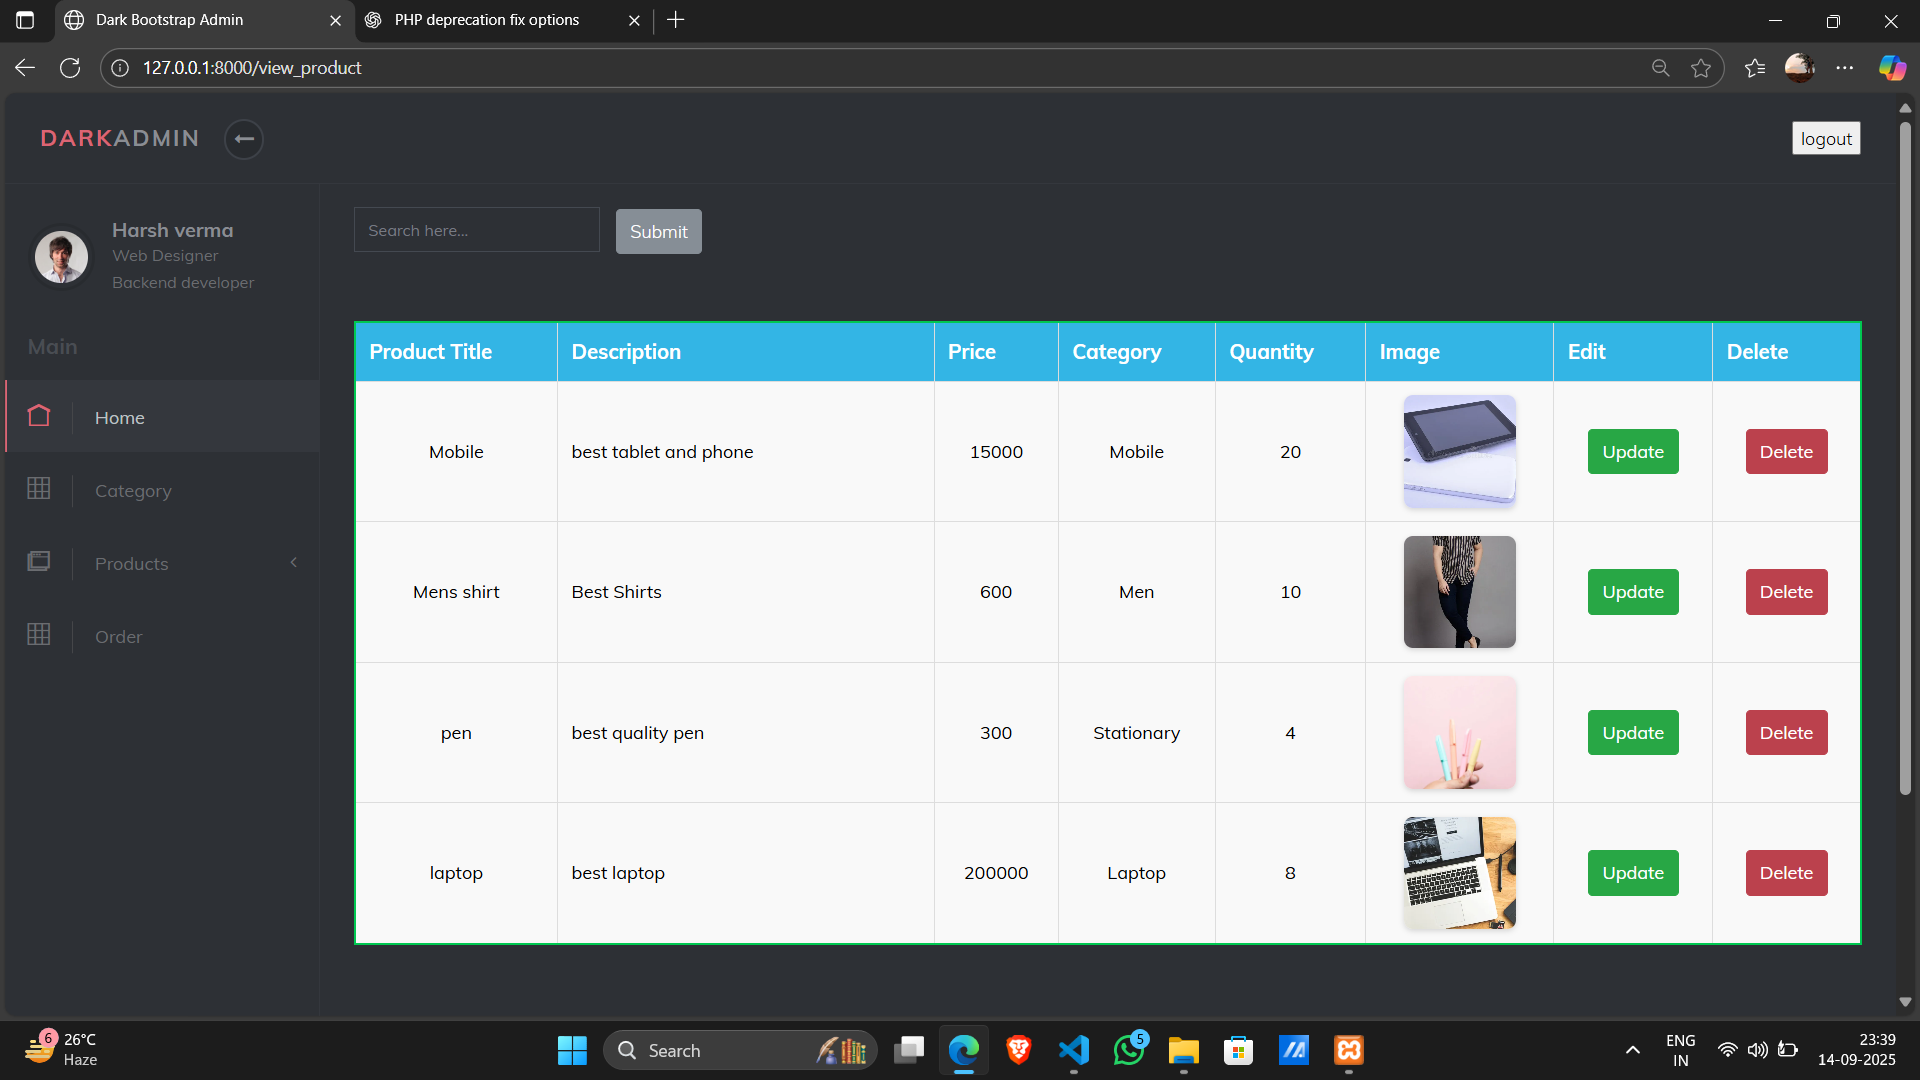 Dark Bootstrap Admin
PHP deprecation fix options
127.0.0.1:8000/view_product
DARKADMIN
logout
Harsh verma
Web Designer
Backend developer
Main
Home
Category
Products
Order
Search here...
Submit
Product Title Description Price Category Quantity Image Edit Delete
Mobile best tablet and phone 15000 Mobile 20 Update Delete
Mens shirt Best Shirts 600 Men 10 Update Delete
pen best quality pen 300 Stationary 4 Update Delete
laptop best laptop 200000 Laptop 8 Update Delete
6
26°C
Haze
Search
5
ENG
IN
23:39
14-09-2025